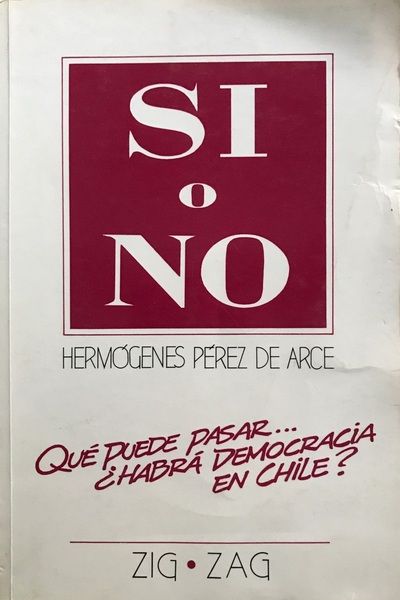 SI
o
NO
HERMÓGENES PÉREZ DE ARCE
QUÉ PUEDE PASAR...
¿HABRÁ DEMOCRACIA
EN CHILE?
ZIG • ZAG